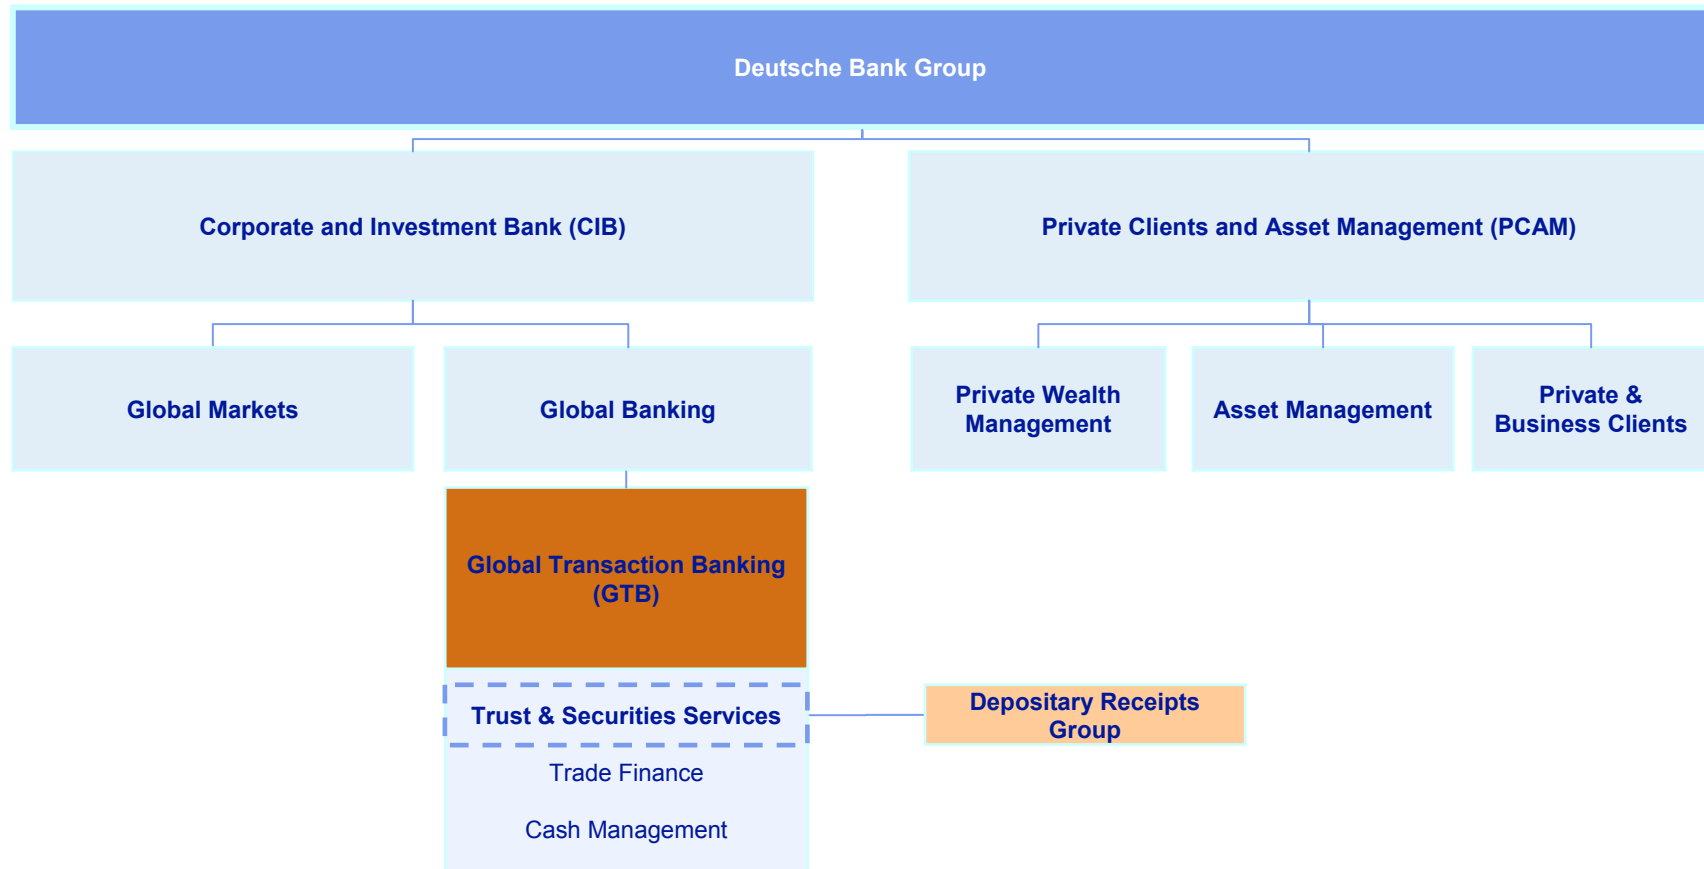 Deutsche Bank Group
Corporate and Investment Bank (CIB)
Private Clients and Asset Management (PCAM)
Global Markets
Global Banking
Private Wealth
Management
Asset Management
Private &
Business Clients
Global Transaction Banking
(GTB)
Trust & Securities Services
Depositary Receipts
Group
Trade Finance
Cash Management